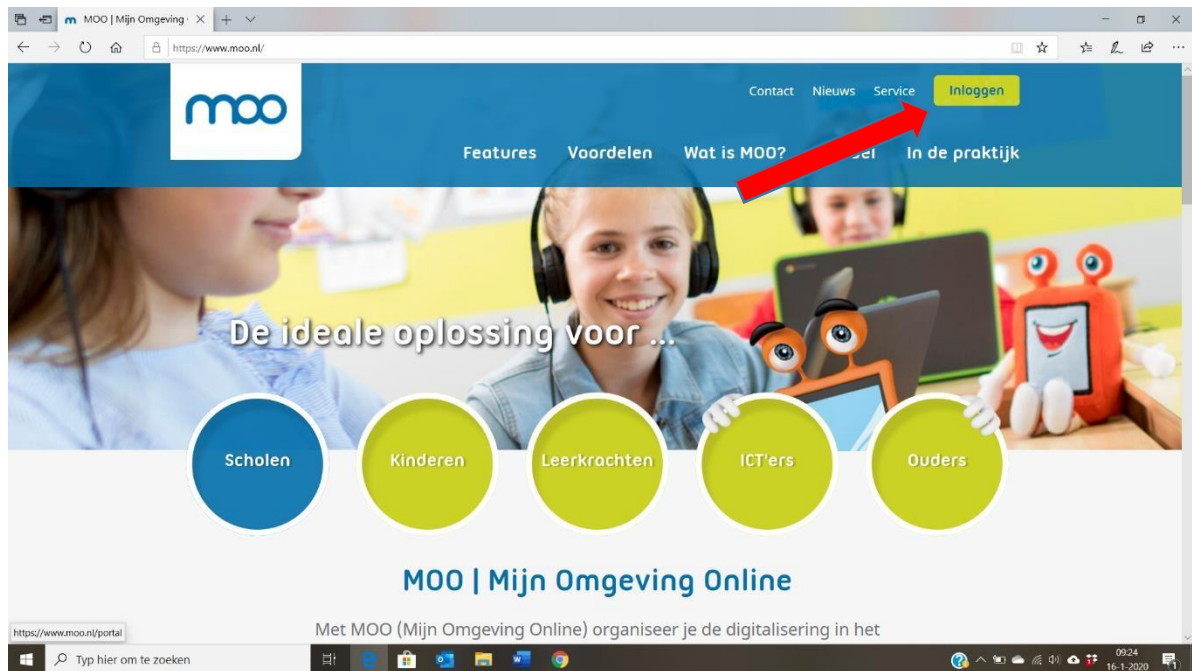 MOO | Mijn Omgeving
https://www.moo.nl/
moo
Contact Nieuws Service Inloggen
Features Voordelen Wat is MOO? In de praktijk
De ideale oplossing voor ...
Scholen Kinderen Leerkrachten ICT'ers Ouders
MOO | Mijn Omgeving Online
Met MOO (Mijn Omgeving Online) organiseer je de digitalisering in het
https://www.moo.nl/portal
Typ hier om te zoeken
09:24
16-1-2020